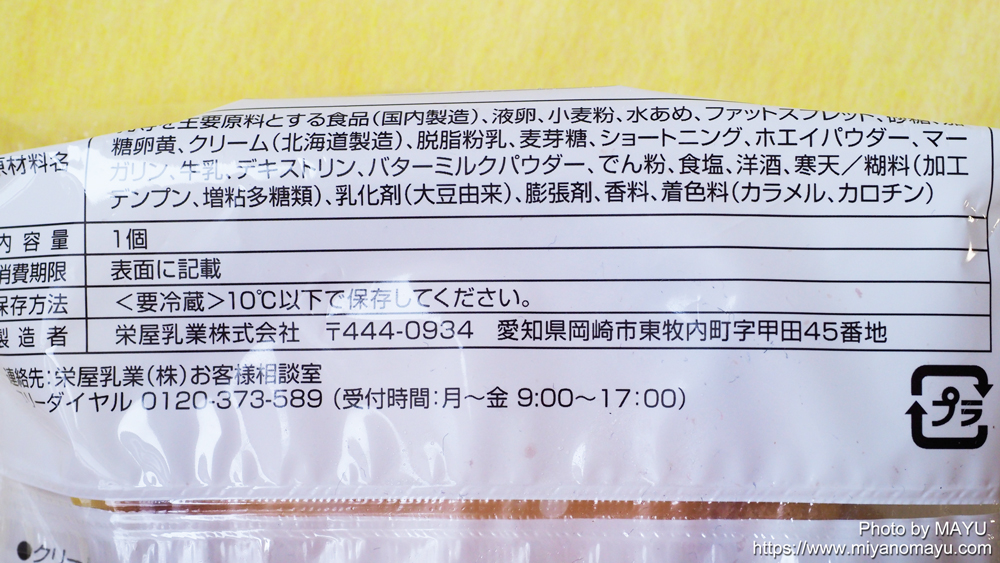 を主要原料とする食品(国内製造)、液卵、小麦粉、水あめ、ファットスプレッド、砂糖、加
糖卵黄、クリーム(北海道製造)、脱脂粉乳、麦芽糖、ショートニング、ホエイパウダー、マー
原材料名 ガリン、牛乳、デキストリン、バターミルクパウダー、でん粉、食塩、洋酒、寒天/糊料(加工
デンプン、増粘多糖類)、乳化剤(大豆由来)、膨張剤、香料、着色料(カラメル、カロチン)
内容量 1個
消費期限 表面に記載
保存方法 <要冷蔵>10℃以下で保存してください。
製造者 栄屋乳業株式会社 〒444-0934 愛知県岡崎市東牧内町字甲田45番地
連絡先:栄屋乳業(株)お客様相談室
リーダイヤル 0120-373-589 (受付時間:月~金 9:00~17:00)
プラ
●クリー
Photo by MAYU
https://www.miyanomayu.com/